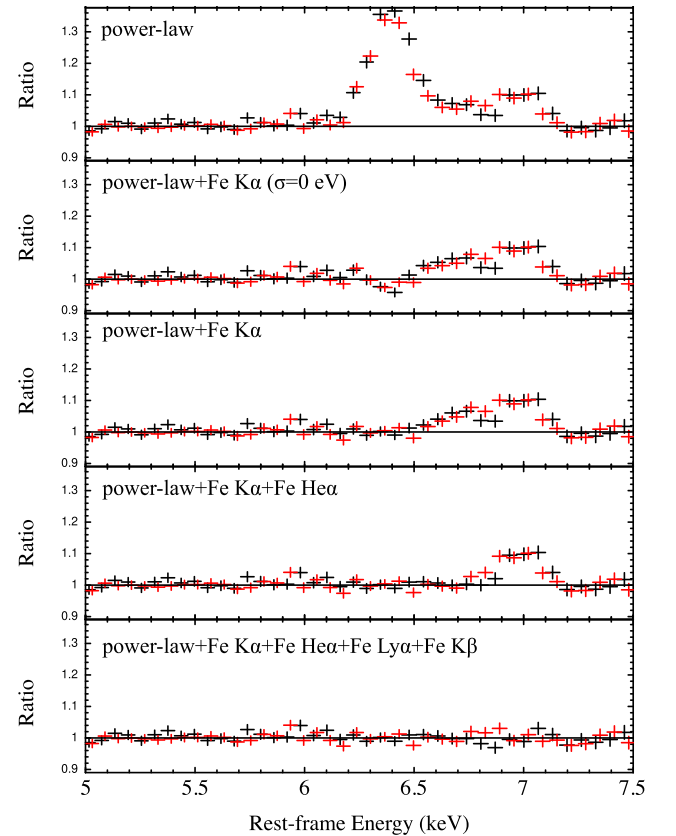 power-law
Ratio
1.3
1.2
1.1
1
0.9
power-law+Fe Kα (σ=0 eV)
Ratio
1.3
1.2
1.1
1
0.9
power-law+Fe Kα
Ratio
1.3
1.2
1.1
1
0.9
power-law+Fe Kα+Fe Heα
Ratio
1.3
1.2
1.1
1
0.9
power-law+Fe Kα+Fe Heα+Fe Lyα+Fe Kβ
Ratio
1.3
1.2
1.1
1
0.9
5 5.5 6 6.5 7 7.5
Rest-frame Energy (keV)